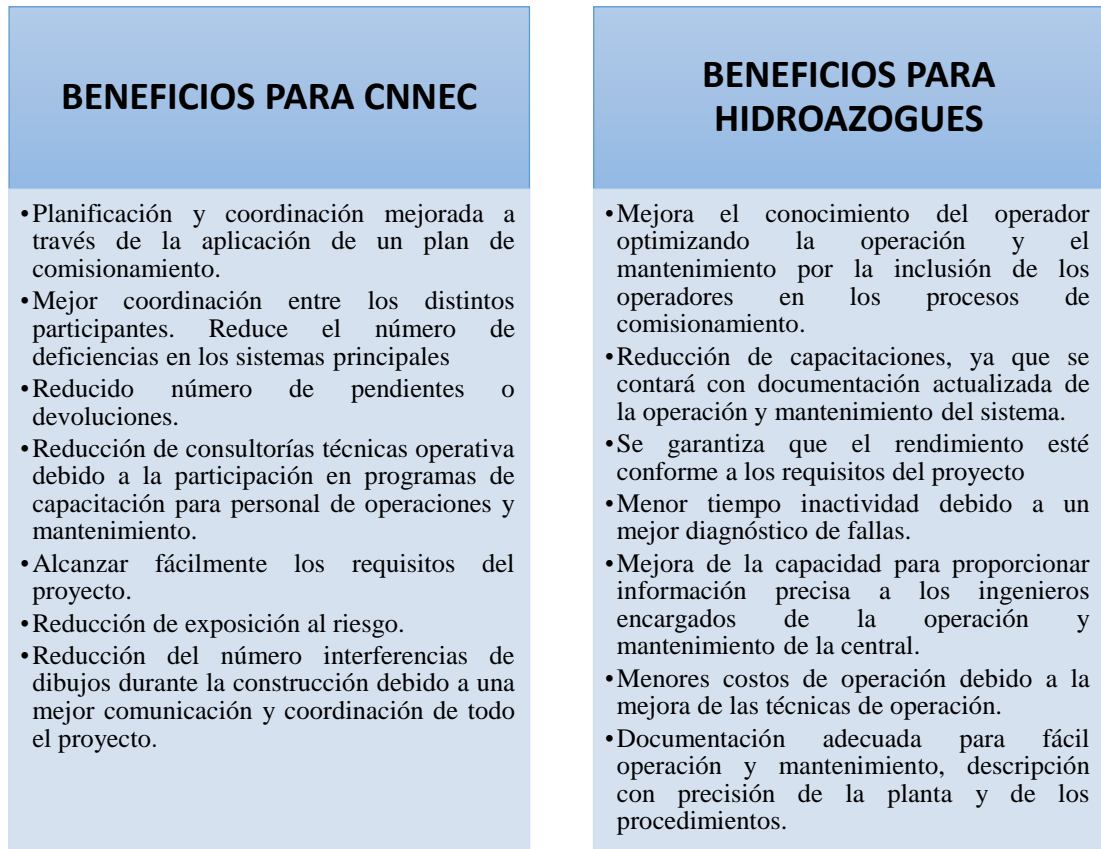 BENEFICIOS PARA CNNEC
•Planificación y coordinación mejorada a
través de la aplicación de un plan de
comisionamiento.
•Mejor coordinación entre los distintos
participantes. Reduce el número de
deficiencias en los sistemas principales
•Reducido número de pendientes o
devoluciones.
•Reducción de consultorías técnicas operativa
debido a la participación en programas de
capacitación para personal de operaciones y
mantenimiento.
•Alcanzar fácilmente los requisitos del
proyecto.
•Reducción de exposición al riesgo.
•Reducción del número interferencias de
dibujos durante la construcción debido a una
mejor comunicación y coordinación de todo
el proyecto.
BENEFICIOS PARA
HIDROAZOGUES
•Mejora el conocimiento del operador
optimizando la operación y el
mantenimiento por la inclusión de los
operadores en los procesos de
comisionamiento.
•Reducción de capacitaciones, ya que se
contará con documentación actualizada de
la operación y mantenimiento del sistema.
•Se garantiza que el rendimiento esté
conforme a los requisitos del proyecto
•Menor tiempo inactividad debido a un
mejor diagnóstico de fallas.
•Mejora de la capacidad para proporcionar
información precisa a los ingenieros
encargados de la operación y
mantenimiento de la central.
•Menores costos de operación debido a la
mejora de las técnicas de operación.
•Documentación adecuada para fácil
operación y mantenimiento, descripción
con precisión de la planta y de los
procedimientos.